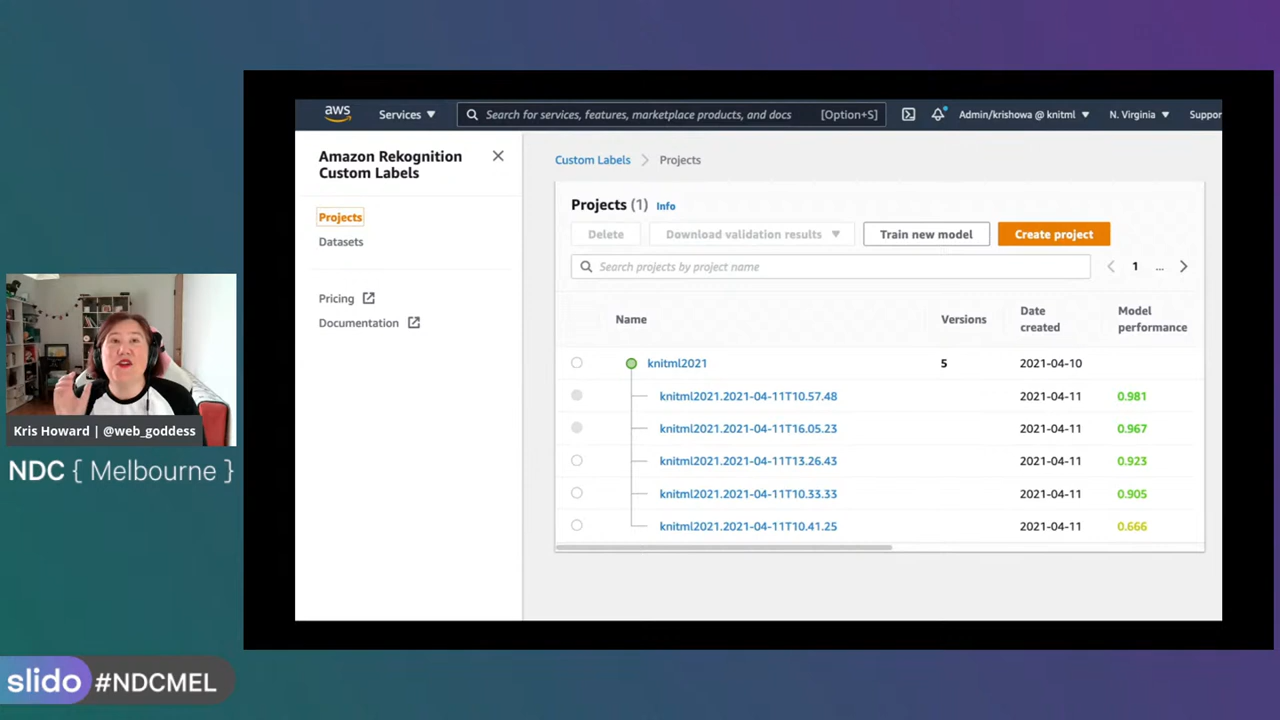 aws
Services ▼
Search for services, features, marketplace products, and docs
[Option+S]
Admin/krishowa @ knitml ▼
N. Virginia ▼
Suppor
Amazon Rekognition
Custom Labels
Projects
Datasets
Pricing
Documentation
Custom Labels > Projects
Projects (1) Info
Delete
Download validation results ▼
Train new model
Create project
Search projects by project name
1 ...
Name Versions Date created Model performance
knitml2021 5 2021-04-10
knitml2021.2021-04-11T10.57.48 2021-04-11 0.981
knitml2021.2021-04-11T16.05.23 2021-04-11 0.967
knitml2021.2021-04-11T13.26.43 2021-04-11 0.923
knitml2021.2021-04-11T10.33.33 2021-04-11 0.905
knitml2021.2021-04-11T10.41.25 2021-04-11 0.666
Kris Howard | @web_goddess
NDC { Melbourne }
slido #NDCMEL